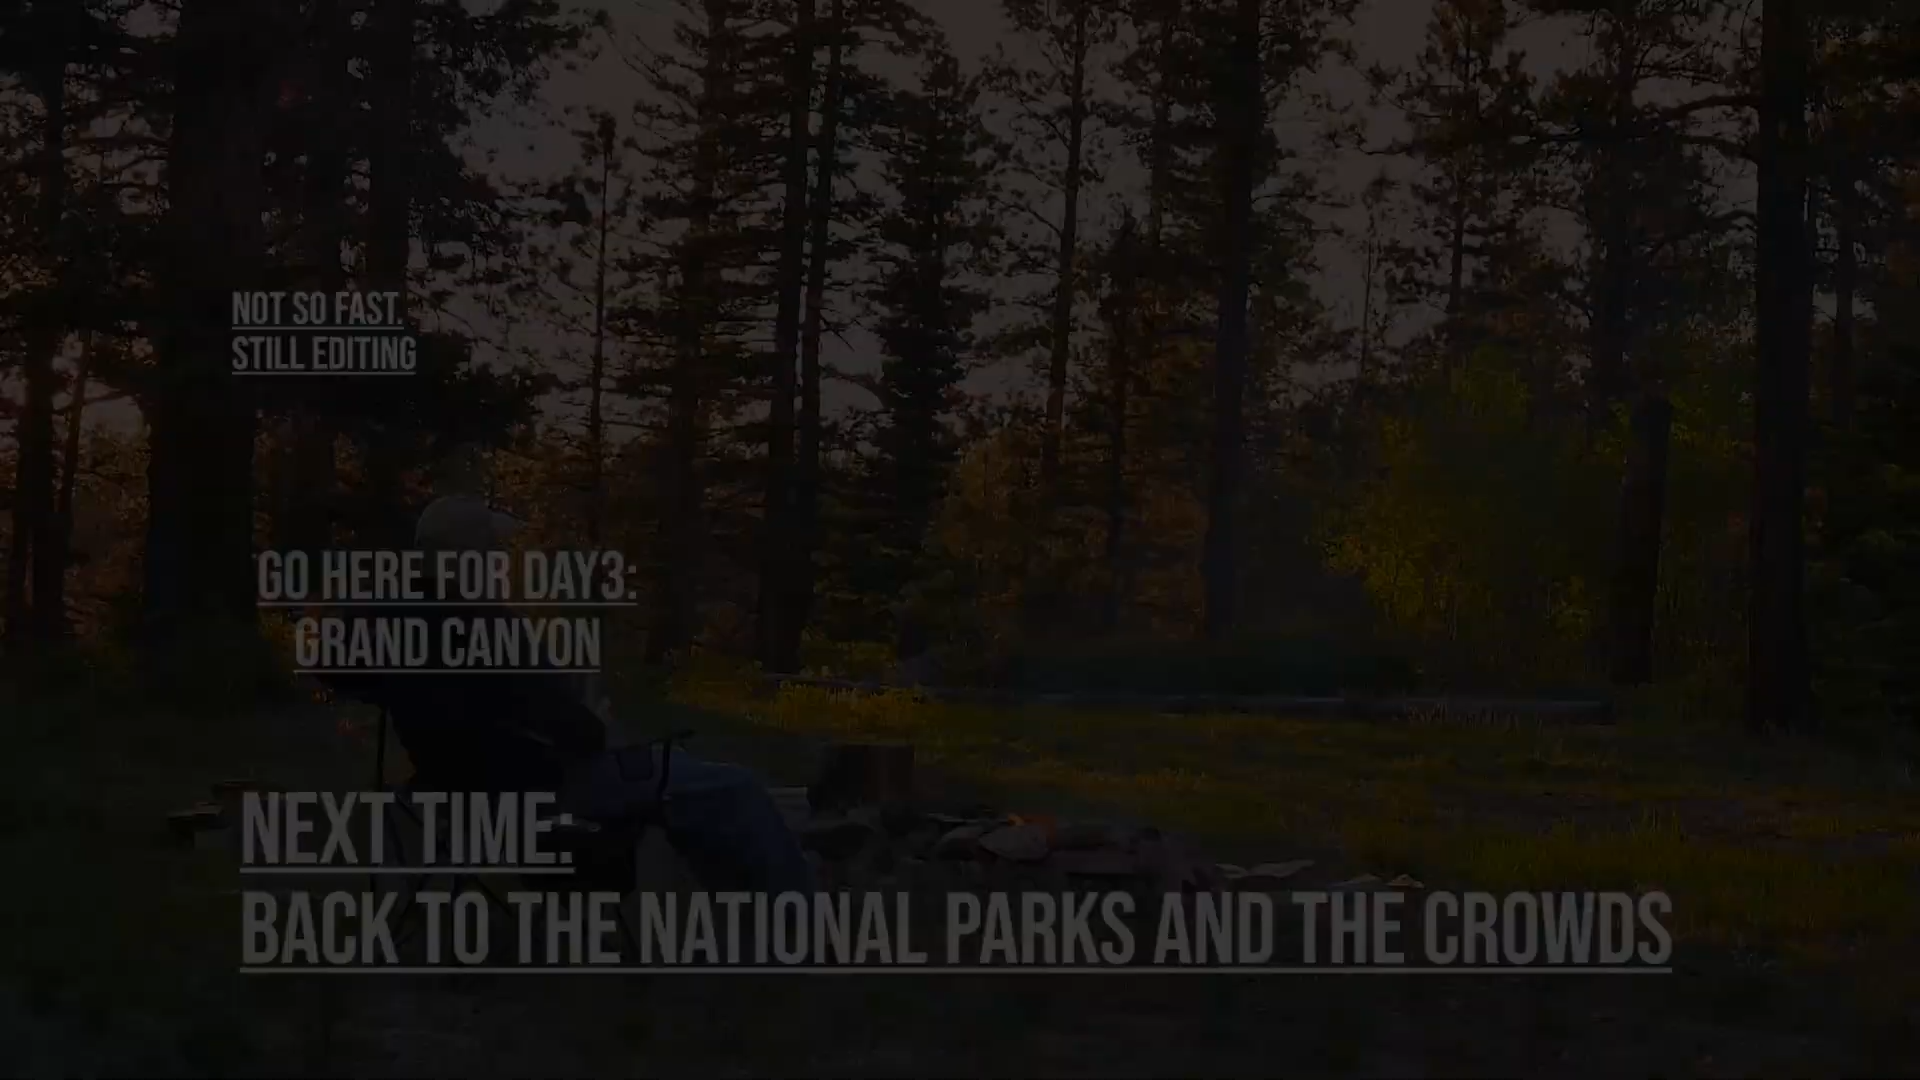 NOT SO FAST.
STILL EDITING
GO HERE FOR DAY3:
GRAND CANYON
NEXT TIME:
BACK TO THE NATIONAL PARKS AND THE CROWDS